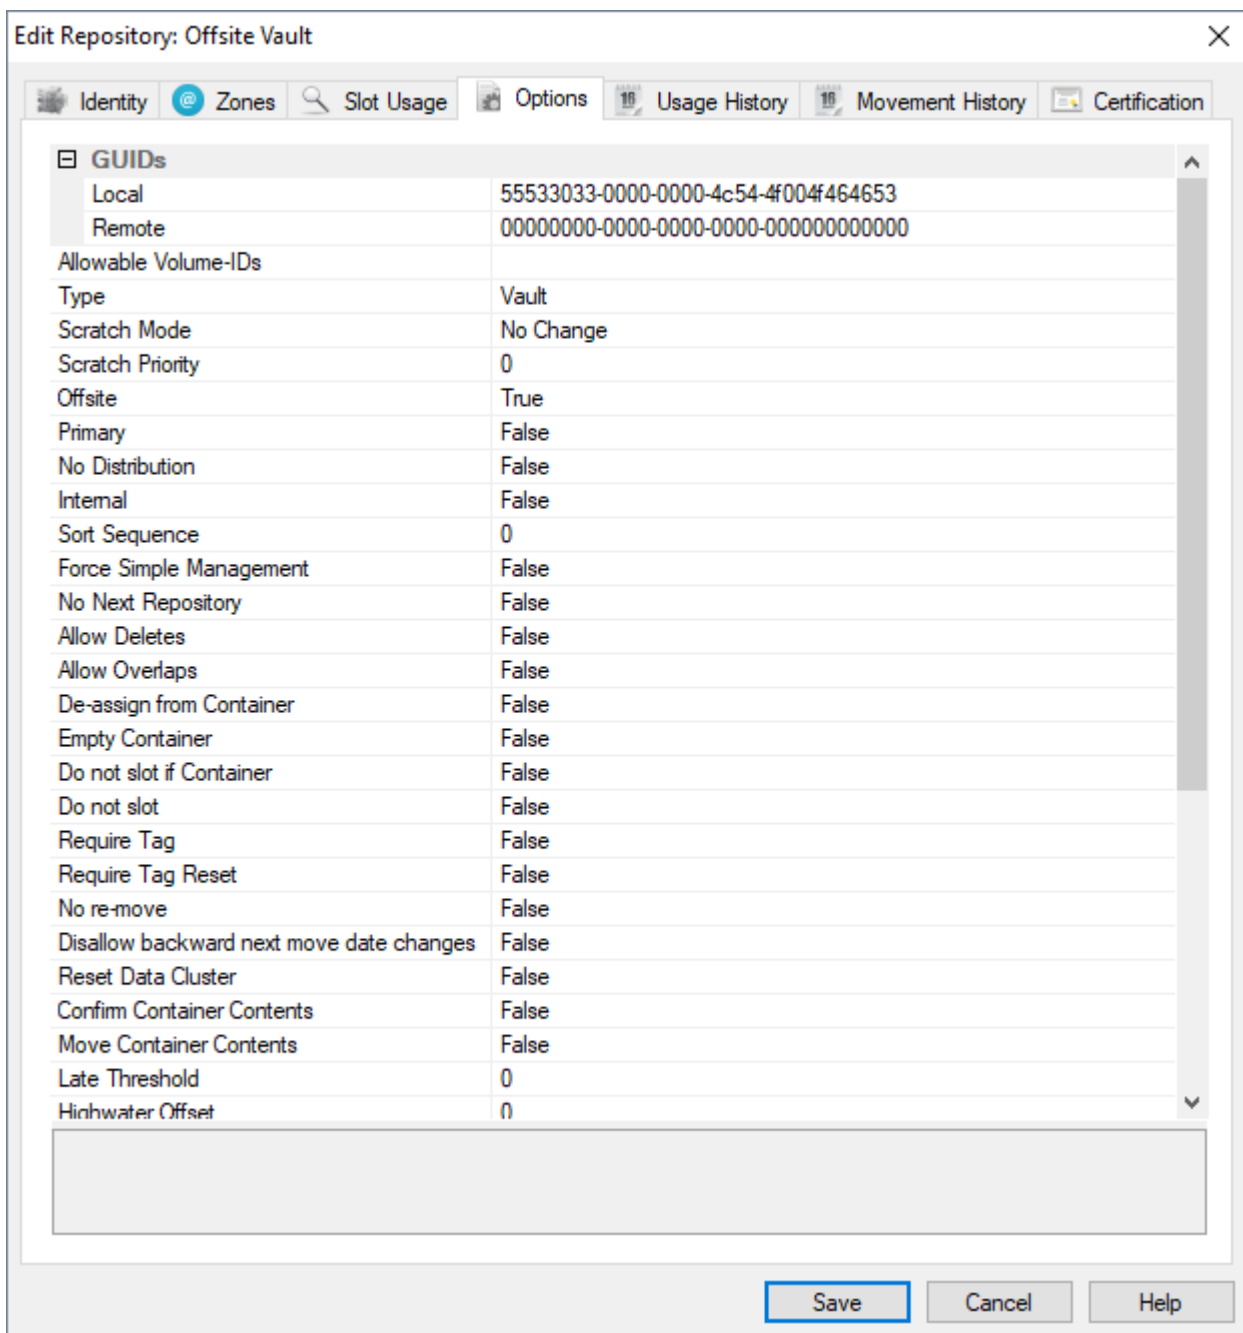 Edit Repository: Offsite Vault
Identity Zones Slot Usage Options Usage History Movement History Certification
GUIDs
Local 55533033-0000-0000-4c54-4f004f464653
Remote 00000000-0000-0000-0000-000000000000
Allowable Volume-IDs
Type Vault
Scratch Mode No Change
Scratch Priority 0
Offsite True
Primary False
No Distribution False
Internal False
Sort Sequence 0
Force Simple Management False
No Next Repository False
Allow Deletes False
Allow Overlaps False
De-assign from Container False
Empty Container False
Do not slot if Container False
Do not slot False
Require Tag False
Require Tag Reset False
No re-move False
Disallow backward next move date changes False
Reset Data Cluster False
Confirm Container Contents False
Move Container Contents False
Late Threshold 0
Highwater Offset 0
Save Cancel Help